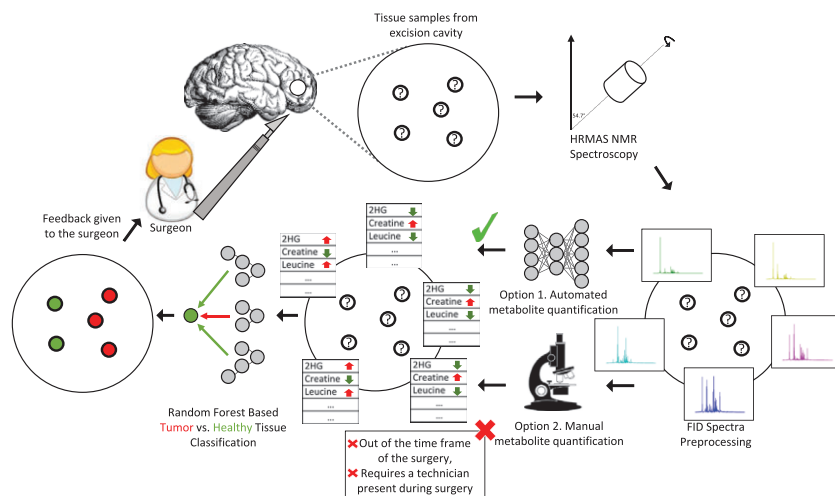 Tissue samples from
excision cavity
?
?
?
?
?
54.7°
HRMAS NMR
Spectroscopy
Surgeon
Feedback given
to the surgeon
2HG
Creatine
Leucine
...
...
2HG
Creatine
Leucine
...
2HG
Creatine
Leucine
...
...
2HG
Creatine
Leucine
...
...
2HG
Creatine
Leucine
...
...
?
?
?
?
?
Option 1. Automated
metabolite quantification
?
?
?
?
?
FID Spectra
Preprocessing
Option 2. Manual
metabolite quantification
Random Forest Based
Tumor vs. Healthy Tissue
Classification
Out of the time frame
of the surgery,
Requires a technician
present during surgery